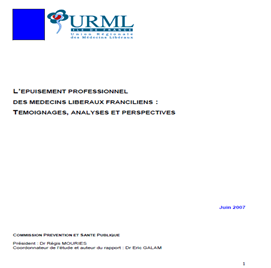 URML
ILE DE FRANCE
Union Régionale
des Médecins Libéraux
L'EPUISEMENT PROFESSIONNEL
DES MEDECINS LIBERAUX FRANCILIENS :
TEMOIGNAGES, ANALYSES ET PERSPECTIVES
Juin 2007
COMMISSION PREVENTION ET SANTE PUBLIQUE
Président : Dr Régis MOURIES
Coordonnateur de l'étude et auteur du rapport : Dr Eric GALAM
1